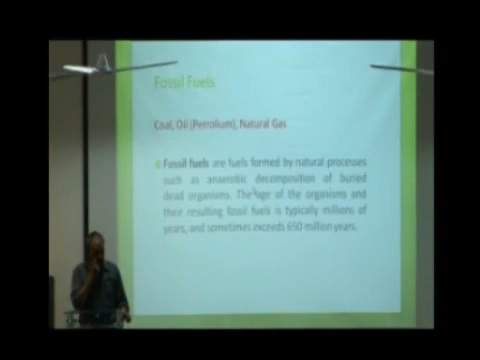 Fossil Fuels
Coal, Oil (Petrolium), Natural Gas
Fossil fuels are fuels formed by natural processes
such as anaerobic decomposition of buried
dead organisms. The age of the organisms and
their resulting fossil fuels is typically millions of
years, and sometimes exceeds 650 million years.